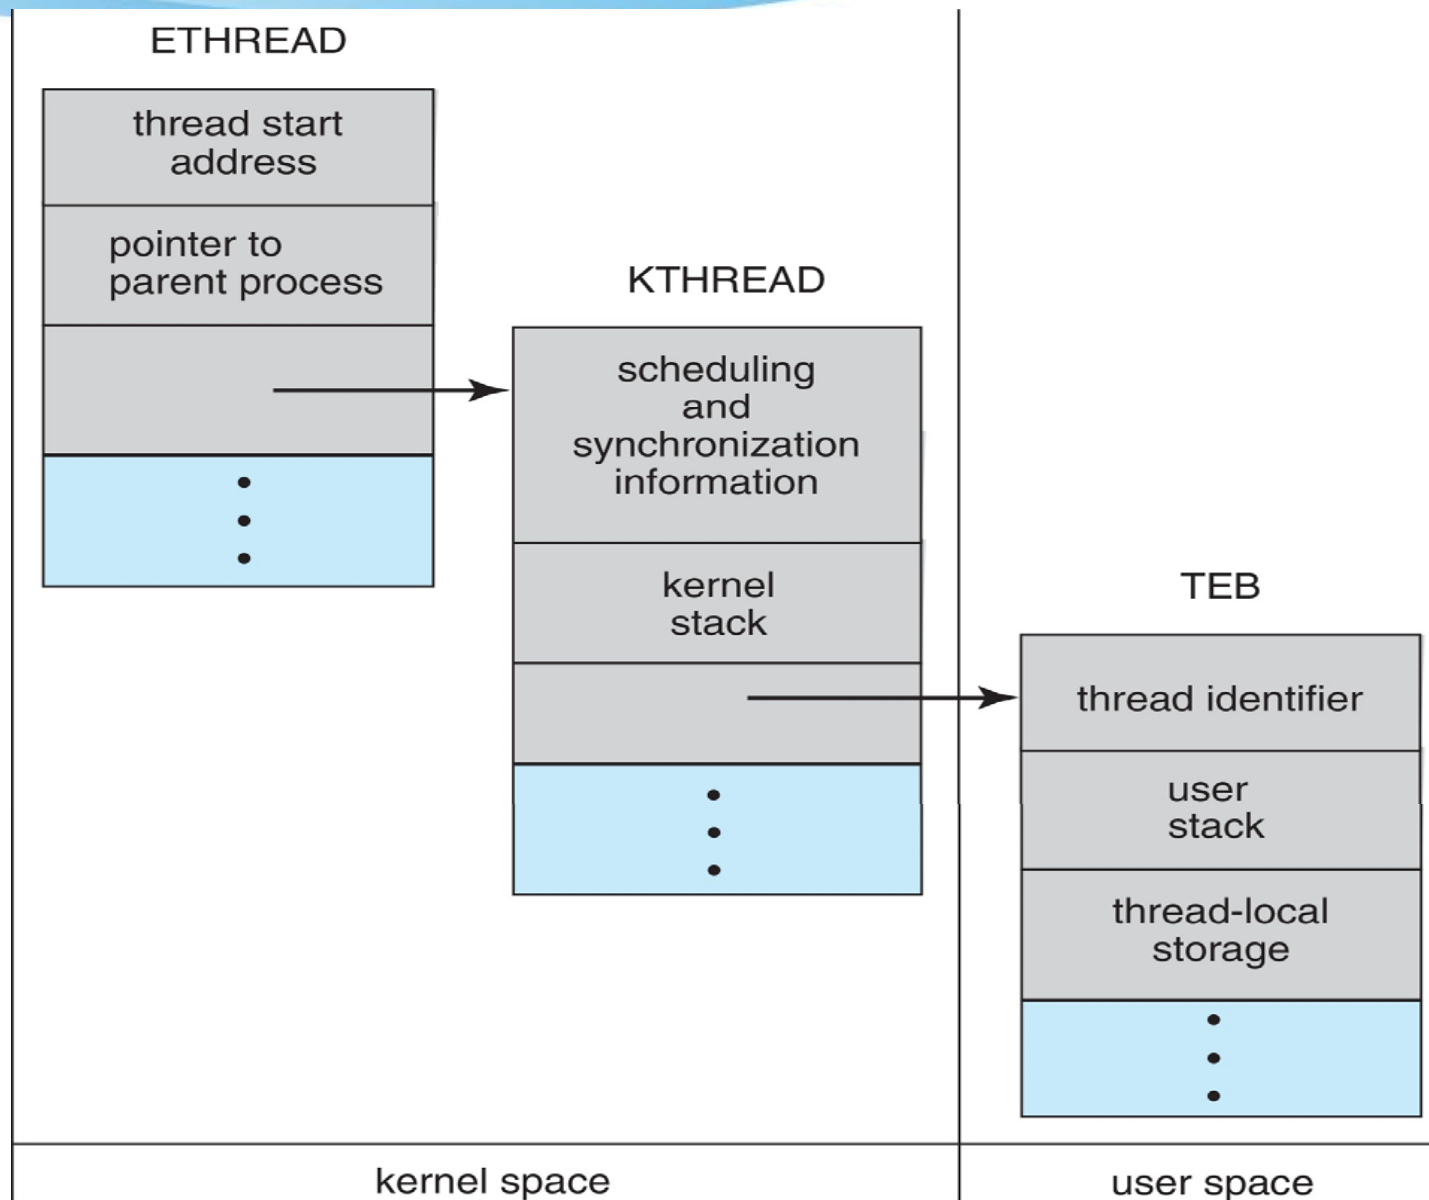 ETHREAD
thread start
address
pointer to
parent process
KTHREAD
scheduling
and
synchronization
information
kernel
stack
TEB
thread identifier
user
stack
thread-local
storage
kernel space
user space